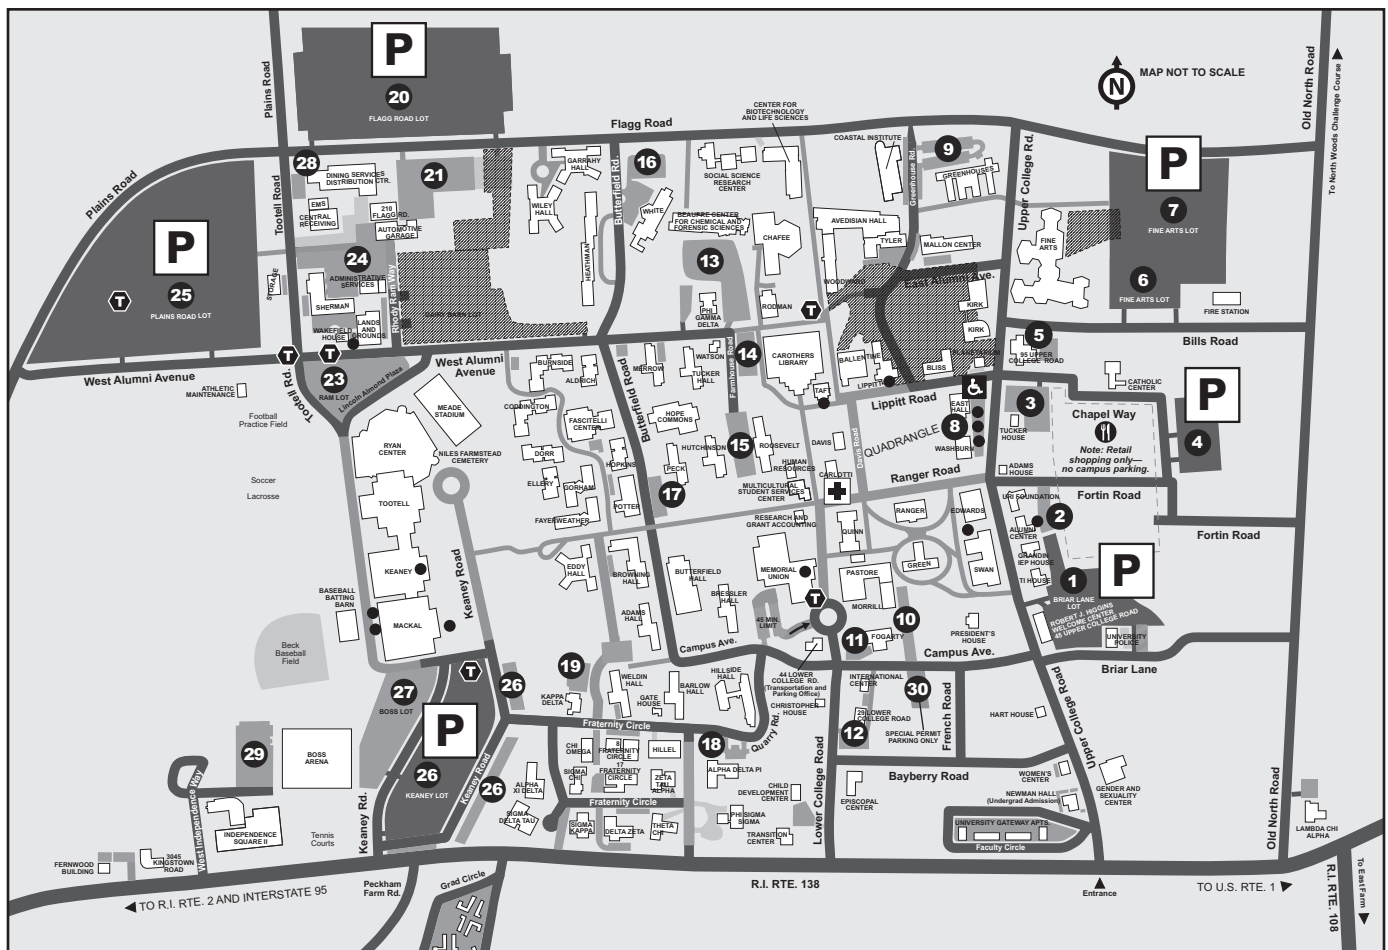 P
20
FLAGG ROAD LOT
Plains Road
Flagg Road
CENTER FOR
BIOTECHNOLOGY
AND LIFE SCIENCES
COASTAL INSTITUTE
N
MAP NOT TO SCALE
Old North Road
To North Woods Challenge Course
Plains Road
Tootell Road
28
DINING SERVICES
DISTRIBUTION CTR.
EMS
CENTRAL
RECEIVING
210
FLAGG RD.
AUTOMOTIVE
GARAGE
21
GARRAHY
HALL
WILEY
HALL
HEATHMAN
Butterfield Rd.
16
WHITE
SOCIAL SCIENCE
RESEARCH
CENTER
BEAUPRE CENTER
FOR CHEMICAL AND
FORENSIC SCIENCES
CHAFEE
AVEDISIAN HALL
TYLER
Greenhouse Rd.
9
GREENHOUSES
MALLON CENTER
Upper College Rd.
FINE
ARTS
P
7
FINE ARTS LOT
6
FINE ARTS LOT
FIRE STATION
P
25
PLAINS ROAD LOT
T
24
ADMINISTRATIVE
SERVICES
STORAGE
SHERMAN
WAKEFIELD
HOUSE
LANDS
AND
GROUNDS
Rhody Ram Way
DAIRY BARN LOT
13
PHI
GAMMA
DELTA
RODMAN
T
WOODWARD
East Alumni Ave.
KIRK
KIRK
PLANETARIUM
BLISS
BALLENTINE
LIPPITT
5
95 UPPER
COLLEGE ROAD
Bills Road
West Alumni Avenue
T
T
23
RAM LOT
Lincoln Almond Plaza
West Alumni
Avenue
Tootell Rd.
ATHLETIC
MAINTENANCE
Football
Practice Field
Soccer
Lacrosse
MEADE
STADIUM
RYAN
CENTER
NILES FARMSTEAD
CEMETERY
TOOTELL
KEANEY
MACKAL
BASEBALL
BATTING
BARN
Beck
Baseball
Field
Keaney Road
BURNSIDE
ALDRICH
CODDINGTON
FASCITELLI
CENTER
DORR
ELLERY
GORHAM
FAYERWEATHER
HOPKINS
POTTER
Butterfield Road
MERROW
WATSON
TUCKER
HALL
HOPE
COMMONS
HUTCHINSON
PECK
17
Farmhouse Road
14
15
ROOSEVELT
CAROTHERS
LIBRARY
TAFT
DAVIS
HUMAN
RESOURCES
CARLOTTI
MULTICULTURAL
STUDENT SERVICES
CENTER
RESEARCH AND
GRANT ACCOUNTING
Davis Road
QUADRANGLE
Lippitt Road
EAST
HALL
8
WASHBURN
Ranger Road
3
TUCKER
HOUSE
ADAMS
HOUSE
CATHOLIC
CENTER
Chapel Way
Note: Retail
shopping only—
no campus parking.
P
4
Fortin Road
Fortin Road
URI FOUNDATION
2
ALUMNI
CENTER
GRANDIN
IEP HOUSE
TI HOUSE
1
P
BRIAR LANE
LOT
ROBERT J. HIGGINS
WELCOME CENTER
45 UPPER COLLEGE ROAD
UNIVERSITY
POLICE
Briar Lane
EDDY
HALL
BROWNING
HALL
ADAMS
HALL
BUTTERFIELD
HALL
BRESSLER
HALL
MEMORIAL
UNION
T
45 MIN.
LIMIT
QUINN
RANGER
GREEN
PASTORE
MORRILL
EDWARDS
SWAN
10
11
FOGARTY
PRESIDENT'S
HOUSE
Campus Ave.
Campus Ave.
44 LOWER
COLLEGE RD.
(Transportation and
Parking Office)
CHRISTOPHER
HOUSE
INTERNATIONAL
CENTER
30
29 LOWER
COLLEGE ROAD
12
SPECIAL PERMIT
PARKING ONLY
French Road
HART HOUSE
Upper College Road
27
BOSS LOT
T
26
P
26
KEANEY LOT
Keaney Road
26
19
KAPPA
DELTA
WELDIN
HALL
GATE
HOUSE
BARLOW
HALL
HILLSIDE
HALL
Fraternity Circle
Quarry Rd.
18
CHI
OMEGA
6
FRATERNITY
CIRCLE
17
FRATERNITY
CIRCLE
HILLEL
SIGMA
CHI
ZETA
TAU
ALPHA
ALPHA DELTA PI
ALPHA
XI DELTA
SIGMA
DELTA TAU
Fraternity Circle
SIGMA
KAPPA
DELTA ZETA
THETA
CHI
PHI SIGMA
SIGMA
CHILD
DEVELOPMENT
CENTER
TRANSITION
CENTER
Lower College Road
Bayberry Road
EPISCOPAL
CENTER
WOMEN'S
CENTER
NEWMAN HALL
(Undergrad Admission)
GENDER AND
SEXUALITY
CENTER
UNIVERSITY GATEWAY APTS.
Faculty Circle
Old North Road
LAMBDA CHI
ALPHA
29
BOSS
ARENA
West Independence Way
INDEPENDENCE
SQUARE II
Tennis
Courts
Keaney Rd.
FERNWOOD
BUILDING
3045
KINGSTOWN
ROAD
TO R.I. RTE. 2 AND INTERSTATE 95
Peckham
Farm Rd.
Grad Circle
R.I. RTE. 138
Entrance
TO U.S. RTE. 1
R.I. RTE. 108
To East Farm